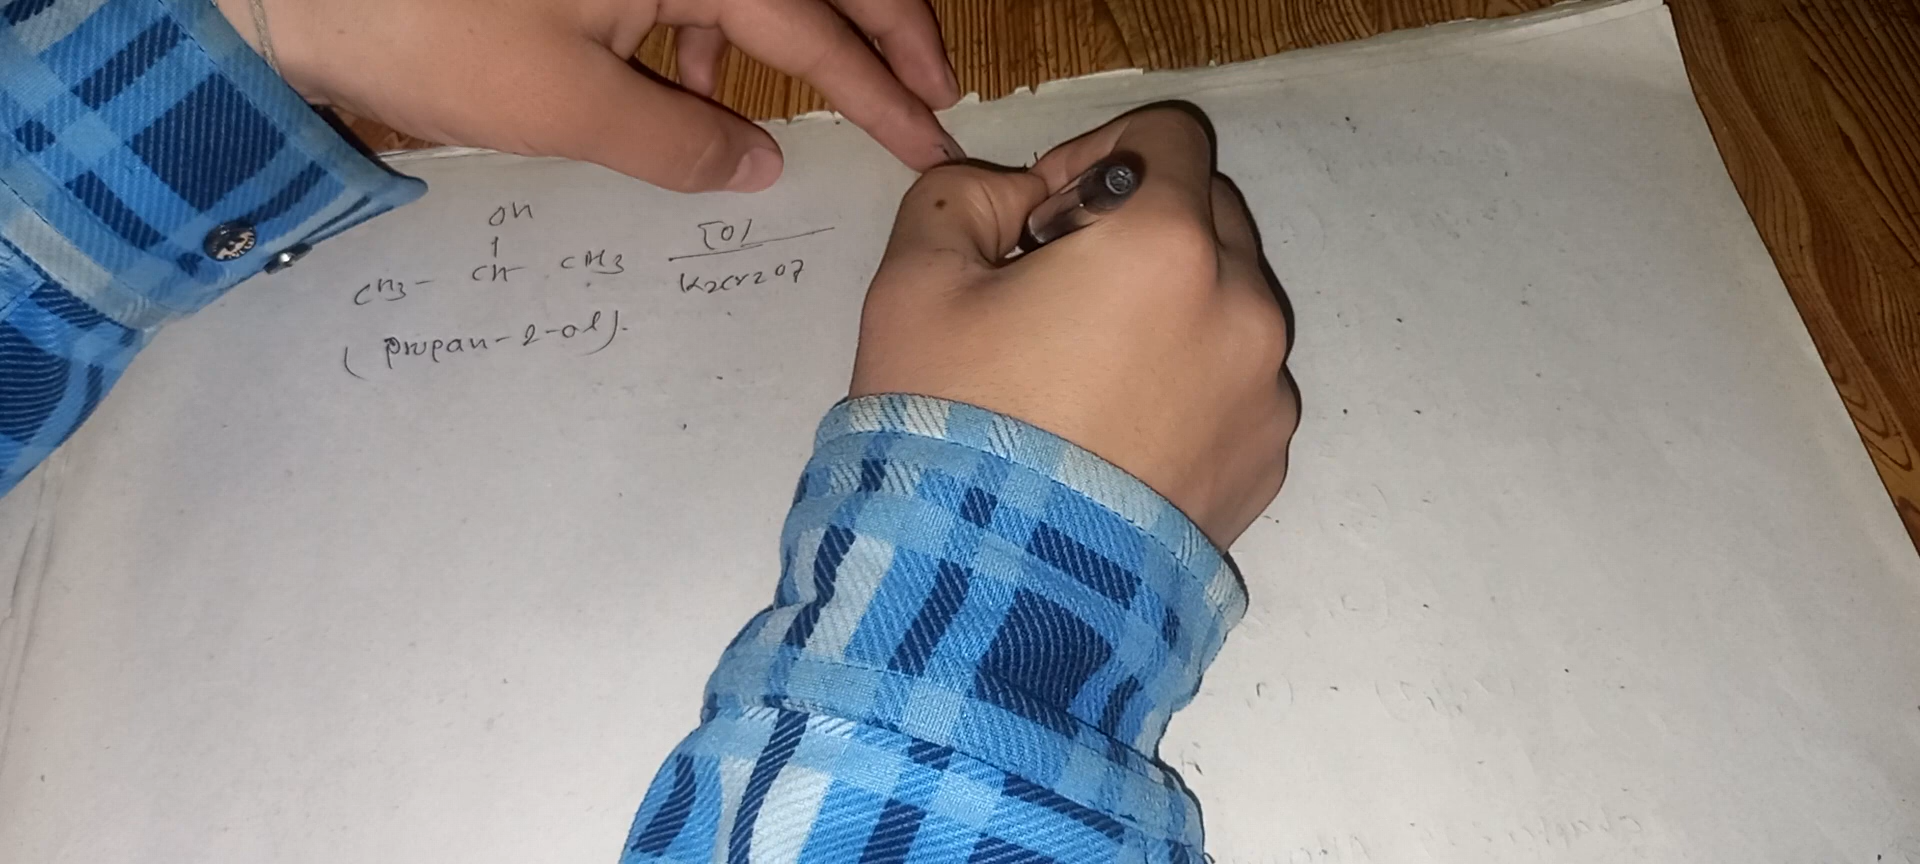 OH
|
CH3 - CH - CH3 [O]
K2Cr2O7
(propan-2-ol).